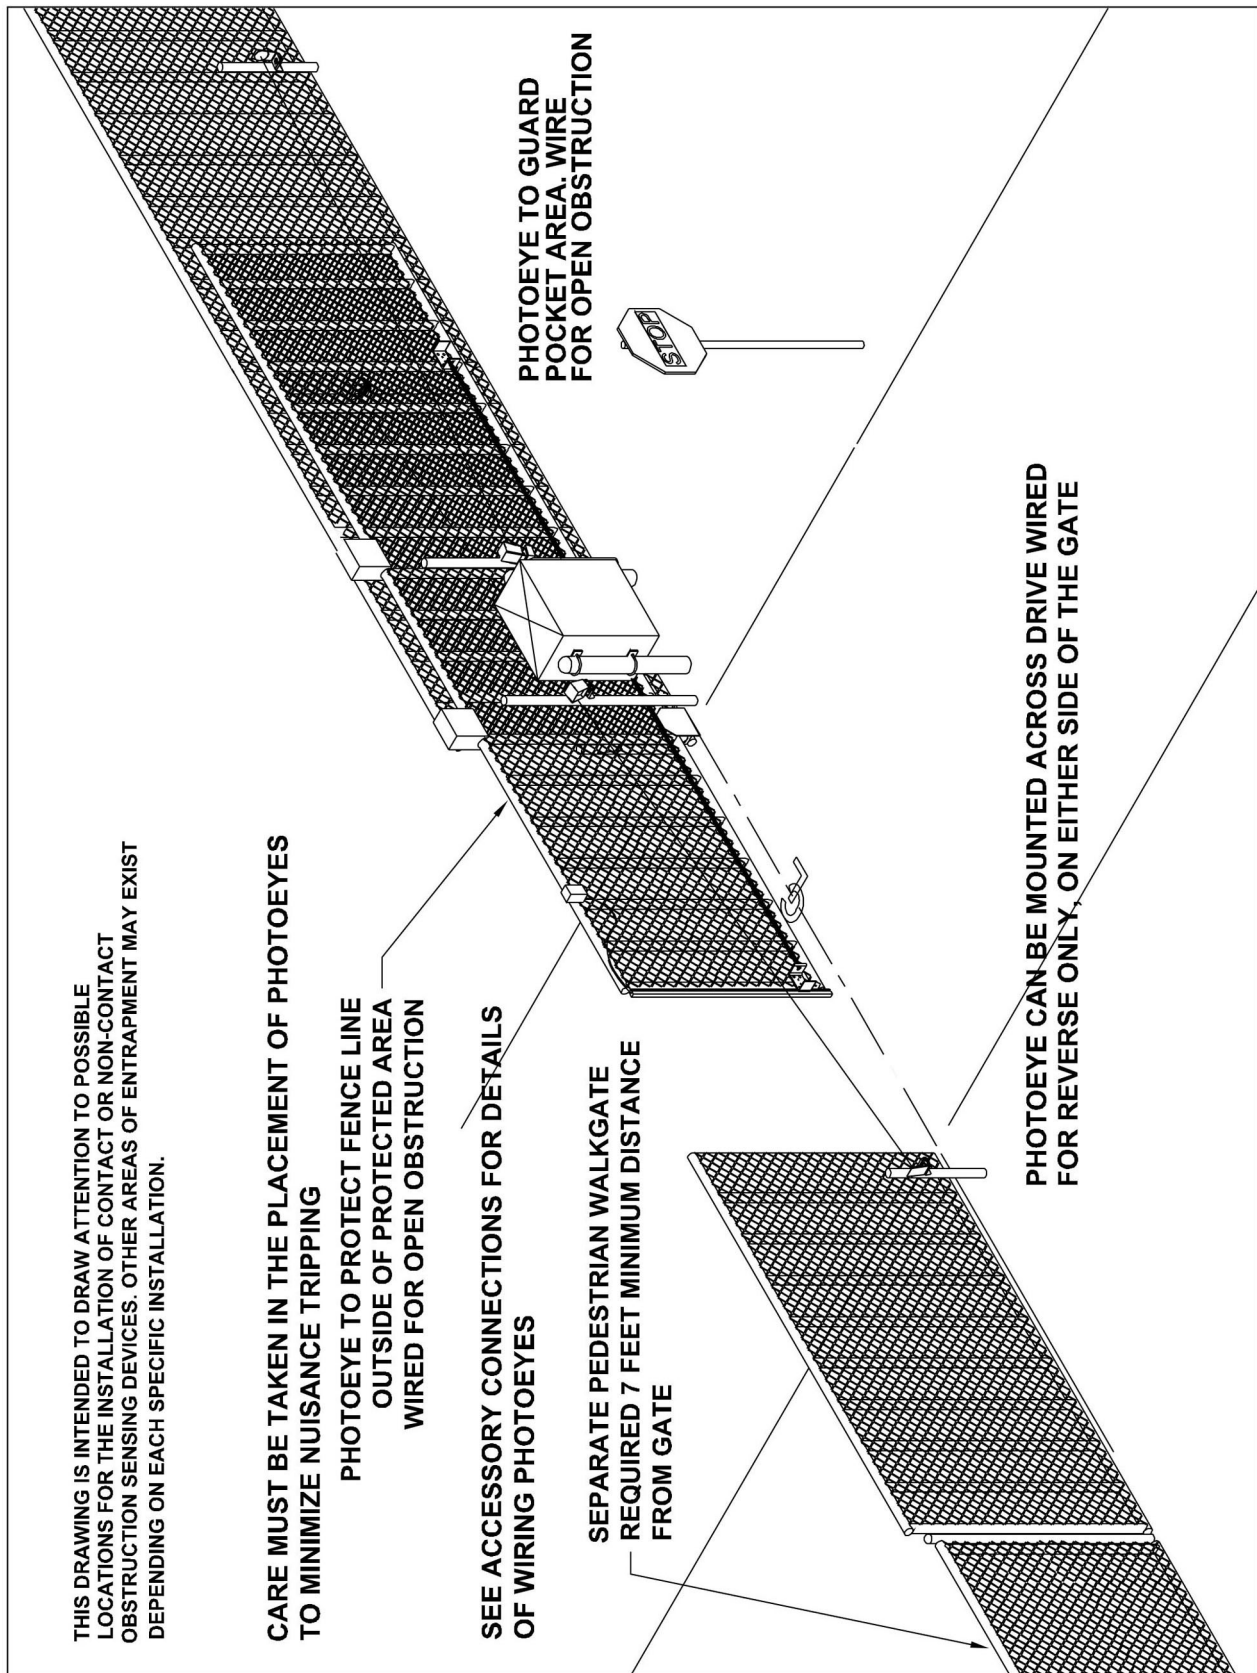 THIS DRAWING IS INTENDED TO DRAW ATTENTION TO POSSIBLE
LOCATIONS FOR THE INSTALLATION OF CONTACT OR NON-CONTACT
OBSTRUCTION SENSING DEVICES. OTHER AREAS OF ENTRAPMENT MAY EXIST
DEPENDING ON EACH SPECIFIC INSTALLATION.
CARE MUST BE TAKEN IN THE PLACEMENT OF PHOTOEYES
TO MINIMIZE NUISANCE TRIPPING
PHOTOEYE TO PROTECT FENCE LINE
OUTSIDE OF PROTECTED AREA
WIRED FOR OPEN OBSTRUCTION
SEE ACCESSORY CONNECTIONS FOR DETAILS
OF WIRING PHOTOEYES
SEPARATE PEDESTRIAN WALKGATE
REQUIRED 7 FEET MINIMUM DISTANCE
FROM GATE
PHOTOEYE TO GUARD
POCKET AREA. WIRE
FOR OPEN OBSTRUCTION
STOP
PHOTOEYE CAN BE MOUNTED ACROSS DRIVE WIRED
FOR REVERSE ONLY, ON EITHER SIDE OF THE GATE